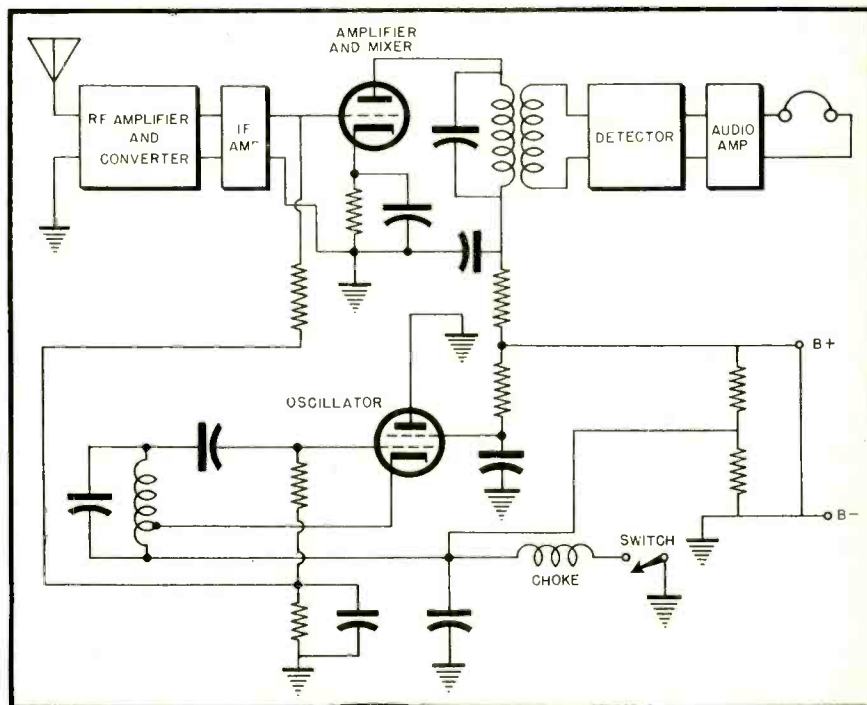 AMPLIFIER
AND MIXER
RF AMPLIFIER
AND
CONVERTER
IF
AMP
DETECTOR
AUDIO
AMP
B+
OSCILLATOR
B-
SWITCH
CHOKE